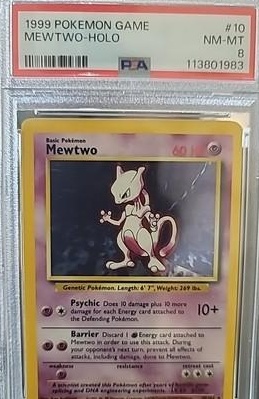 1999 POKEMON GAME #10
MEWTWO-HOLO NM-MT
8
PSA 113801983
Basic Pokémon
Mewtwo 60
Genetic Pokémon. Length: 6' 7", Weight: 269 lbs.
Psychic Does 10 damage plus 10 more
damage for each Energy card attached to
the Defending Pokémon.
10+
Barrier Discard 1 Energy card attached to
Mewtwo in order to use this attack. During
your opponent's next turn, prevent all effects of
attacks, including damage, done to Mewtwo.
weakness resistance retreat cost
A scientist created this Pokémon after years of horrific gene-
splicing and DNA engineering experiments.